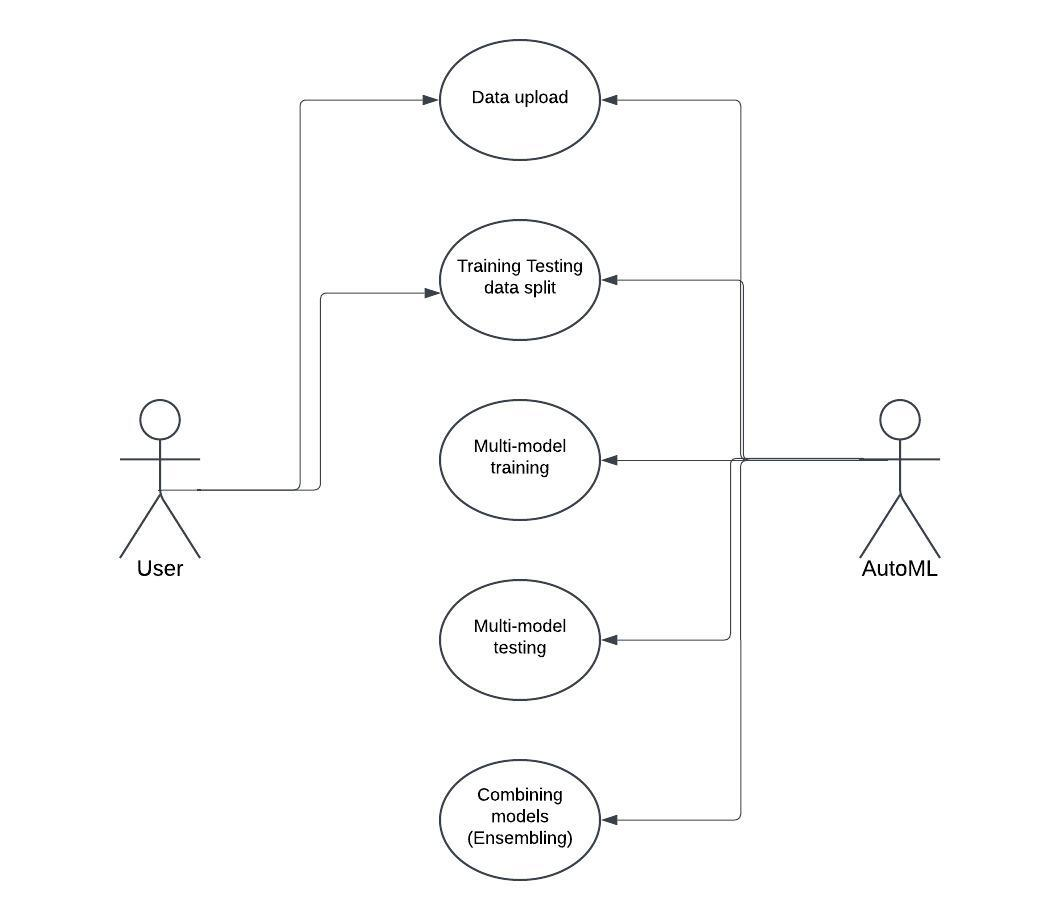 Data upload
Training Testing
data split
Multi-model
training
User
AutoML
Multi-model
testing
Combining
models
(Ensembling)